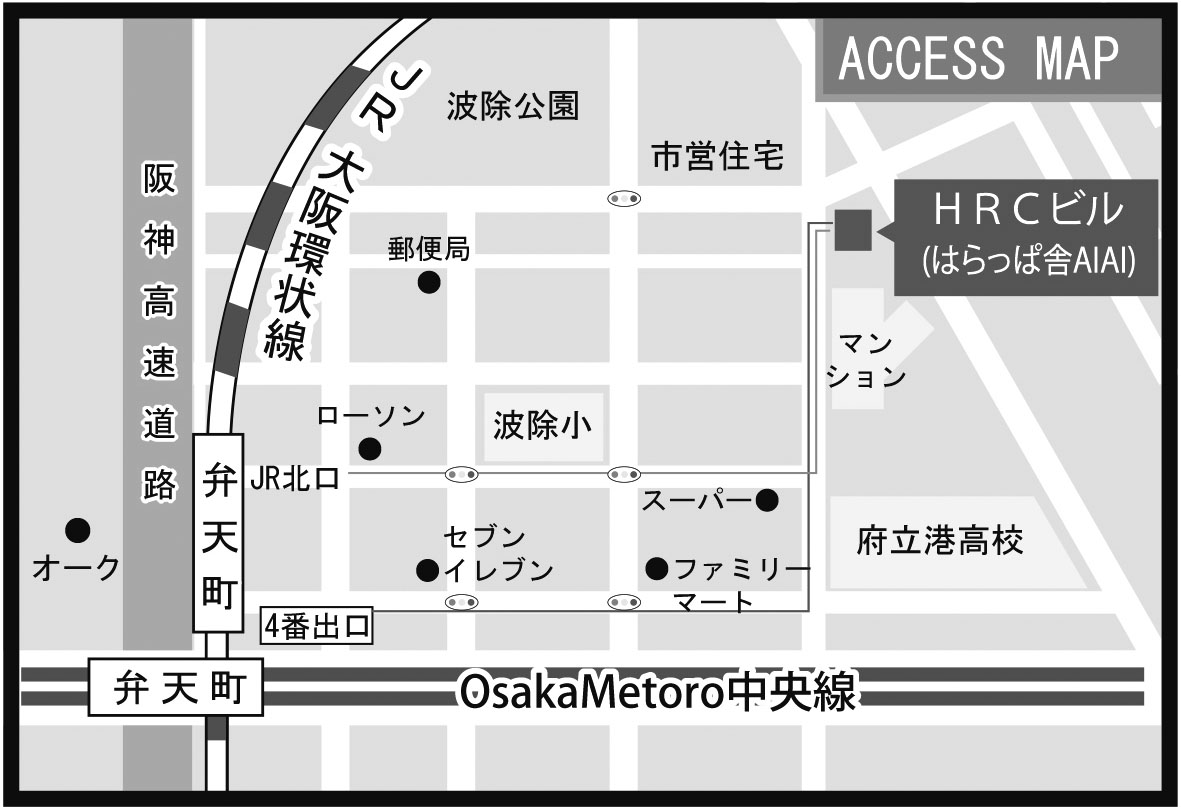 ACCESS MAP
JR 大阪環状線
波除公園
市営住宅
阪神高速道路
HRCビル
(はらっぱ舎AIAI)
郵便局
マン
ション
ローソン
波除小
弁天町
JR北口
スーパー
オーク
セブン
イレブン
ファミリー
マート
府立港高校
4番出口
弁天町
OsakaMetoro中央線